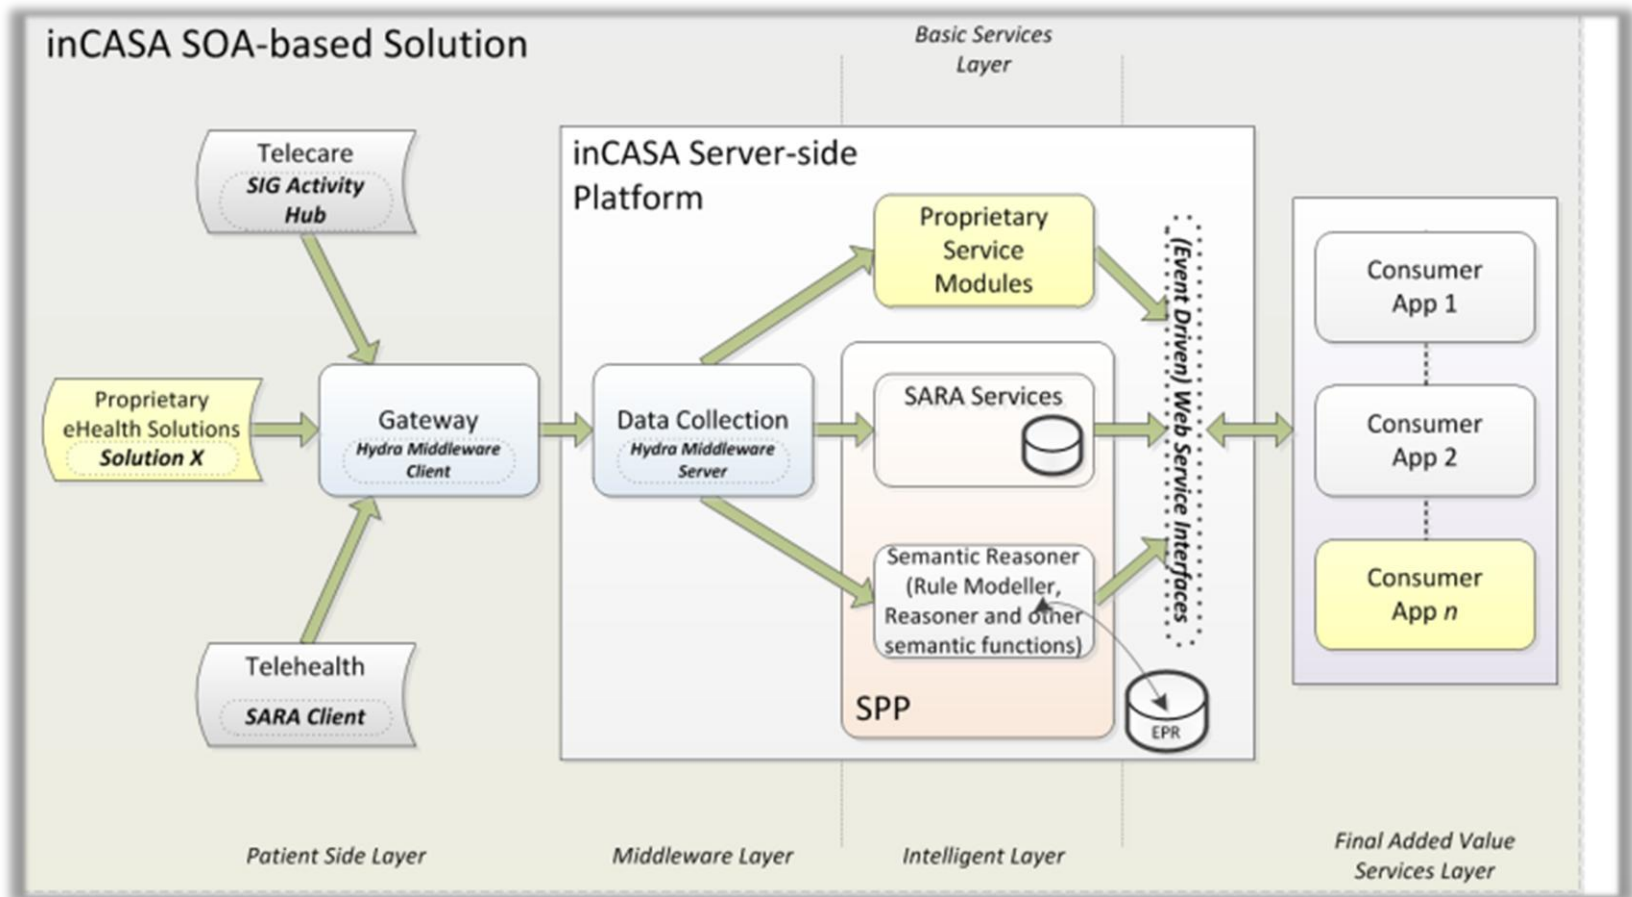 inCASA SOA-based Solution
Basic Services
Layer
Telecare
SIG Activity
Hub
Proprietary
eHealth Solutions
Solution X
Telehealth
SARA Client
Gateway
Hydra Middleware
Client
inCASA Server-side
Platform
Data Collection
Hydra Middleware
Server
Proprietary
Service
Modules
SARA Services
Semantic Reasoner
(Rule Modeller,
Reasoner and other
semantic functions)
SPP
EPR
(Event Driven) Web Service Interfaces
Consumer
App 1
Consumer
App 2
Consumer
App n
Patient Side Layer
Middleware Layer
Intelligent Layer
Final Added Value
Services Layer